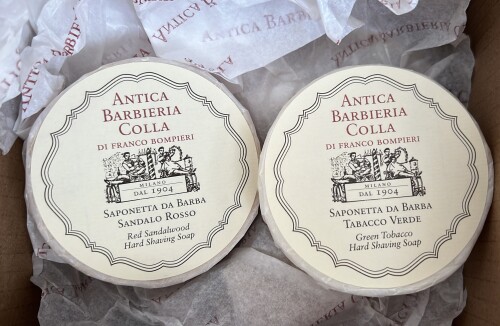 ANTICA BARBIERIA
ANTICA
BARBIERIA
COLLA
DI FRANCO BOMPIERI
MILANO
DAL 1904
SAPONETTA DA BARBA
SANDALO ROSSO
Red Sandalwood
Hard Shaving Soap
ANTICA
BARBIERIA
COLLA
DI FRANCO BOMPIERI
MILANO
DAL 1904
SAPONETTA DA BARBA
TABACCO VERDE
Green Tobacco
Hard Shaving Soap